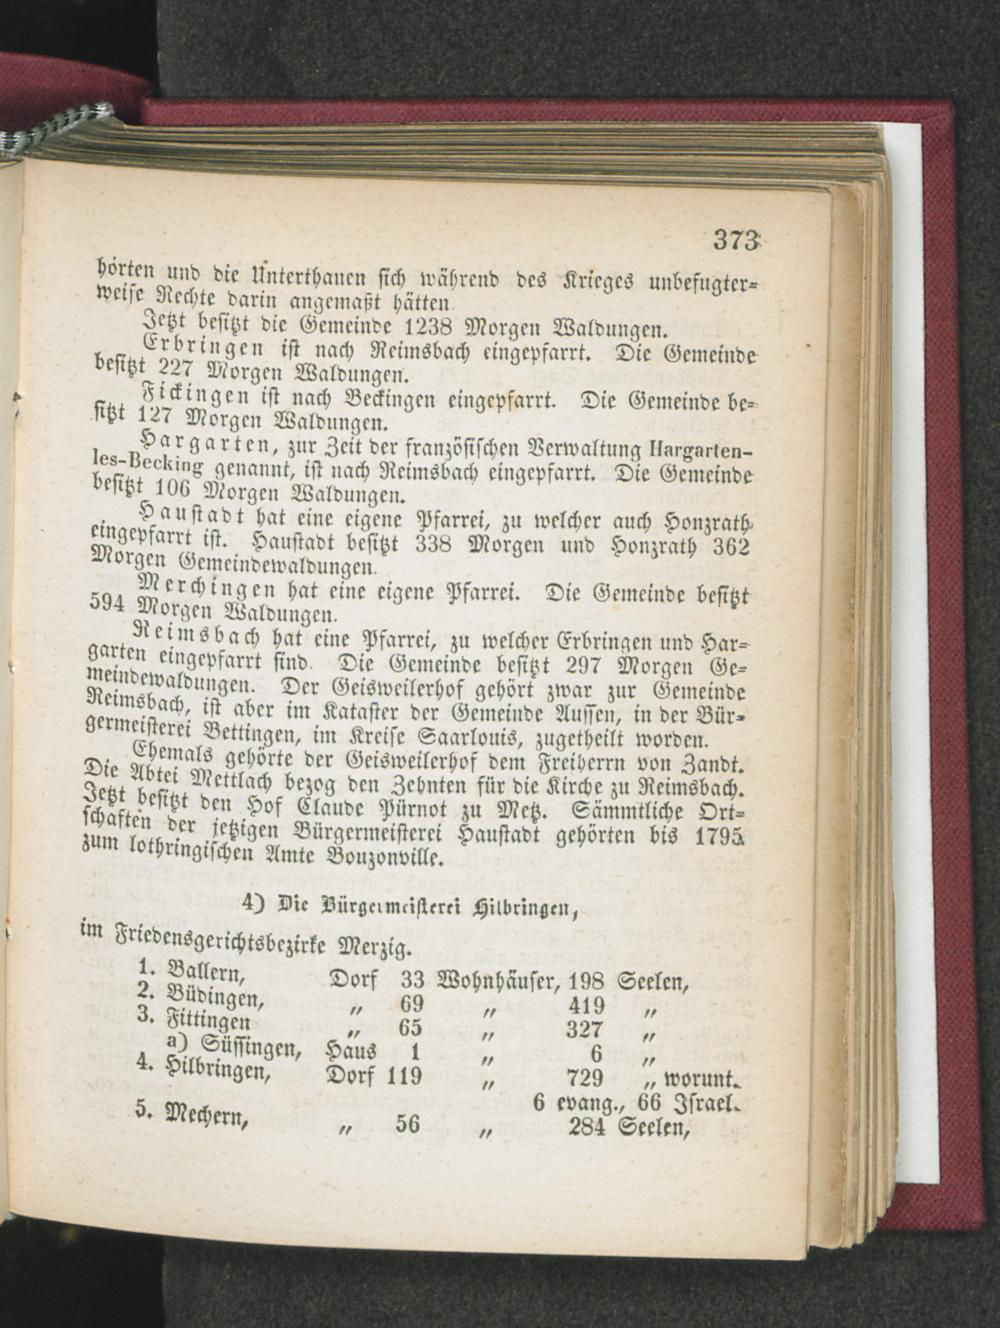 373
hörten und die Unterthanen sich während des Krieges unbefugter-
weise Rechte darin angemaßt hätten.
Jetzt besitzt die Gemeinde 1238 Morgen Waldungen.
Erbringen ist nach Reimsbach eingepfarrt. Die Gemeinde
besitzt 227 Morgen Waldungen.
Fickingen ist nach Beckingen eingepfarrt. Die Gemeinde be-
sitzt 127 Morgen Waldungen.
Hargarten, zur Zeit der französischen Verwaltung Hargarten-
les-Becking genannt, ist nach Reimsbach eingepfarrt. Die Gemeinde
besitzt 106 Morgen Waldungen.
Haustadt hat eine eigene Pfarrei, zu welcher auch Honzrath
eingepfarrt ist. Haustadt besitzt 338 Morgen und Honzrath 362
Morgen Gemeindewaldungen.
Merchingen hat eine eigene Pfarrei. Die Gemeinde besitzt
594 Morgen Waldungen.
Reimsbach hat eine Pfarrei, zu welcher Erbringen und Har-
garten eingepfarrt sind. Die Gemeinde besitzt 297 Morgen Ge-
meindewaldungen. Der Geisweilerhof gehört zwar zur Gemeinde
Reimsbach, ist aber im Kataster der Gemeinde Aussen, in der Bür-
germeisterei Bettingen, im Kreise Saarlouis, zugetheilt worden.
Ehemals gehörte der Geisweilerhof dem Freiherrn von Zandt.
Die Abtei Mettlach bezog den Zehnten für die Kirche zu Reimsbach.
Jetzt besitzt den Hof Claude Pürnot zu Metz. Sämmtliche Ort-
schaften der jetzigen Bürgermeisterei Haustadt gehörten bis 1795
zum lothringischen Amte Bouzonville.
4) Die Bürgermeisterei Hilbringen,
im Friedensgerichtsbezirke Merzig.
1. Ballern, Dorf 33 Wohnhäuser, 198 Seelen,
2. Büdingen, „ 69 „ 419 „
3. Fittingen „ 65 „ 327 „
a) Süssingen, Haus 1 „ 6 „
4. Hilbringen, Dorf 119 „ 729 „ worunt.
6 evang., 66 Israel.
5. Mechern, „ 56 „ 284 Seelen,